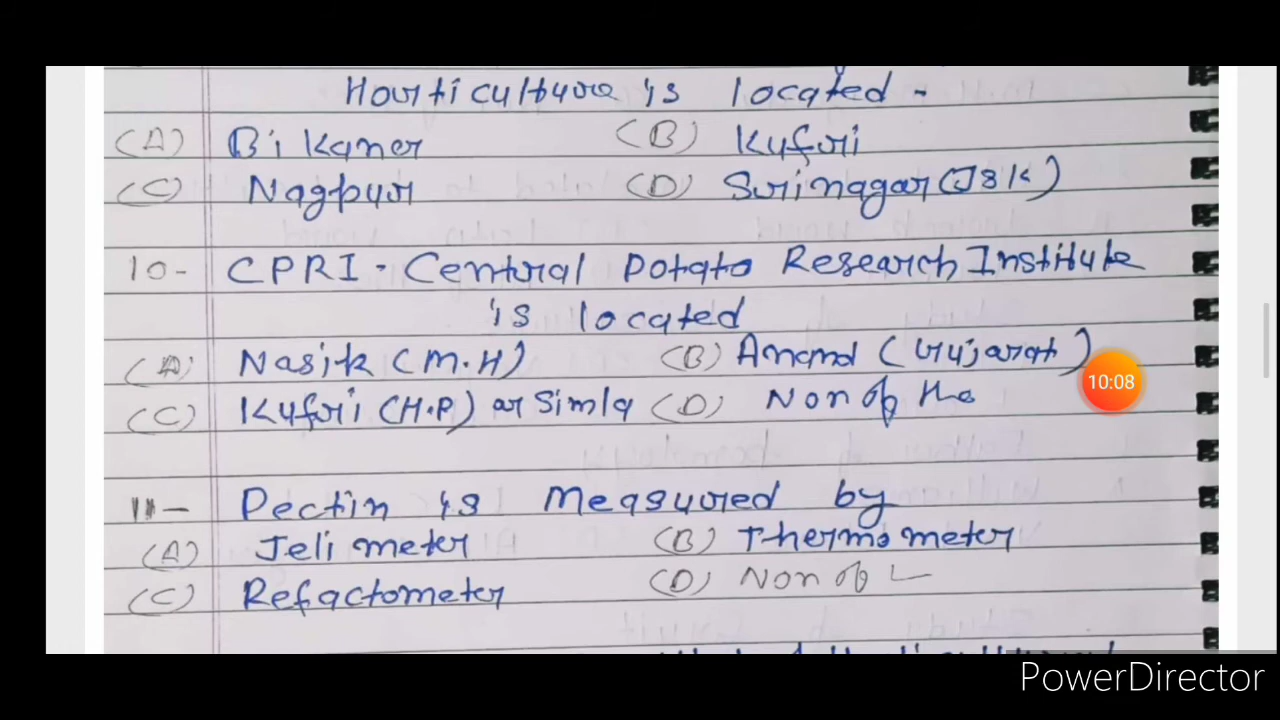 Horticulture is located -
(A) Bikaner (B) Kufri
(C) Nagpur (D) Srinagar (J&K)
10- CPRI - Central Potato Research Institute
is located
(A) Nasik (M.H) (B) Anand (Gujarat)
(C) Kufri (H.P) or Simla (D) Non of the
10:08
11- Pectin is Measured by
(A) Jeli meter (B) Thermometer
(C) Refactometer (D) Non of
PowerDirector